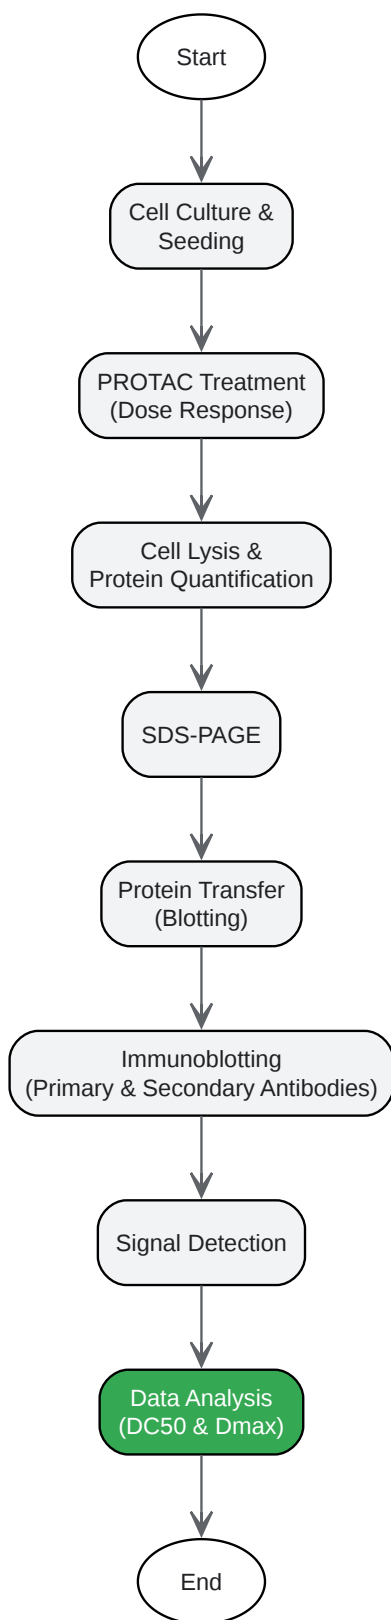 Start
Cell Culture &
Seeding
PROTAC Treatment
(Dose Response)
Cell Lysis &
Protein Quantification
SDS-PAGE
Protein Transfer
(Blotting)
Immunoblotting
(Primary & Secondary Antibodies)
Signal Detection
Data Analysis
(DC50 & Dmax)
End